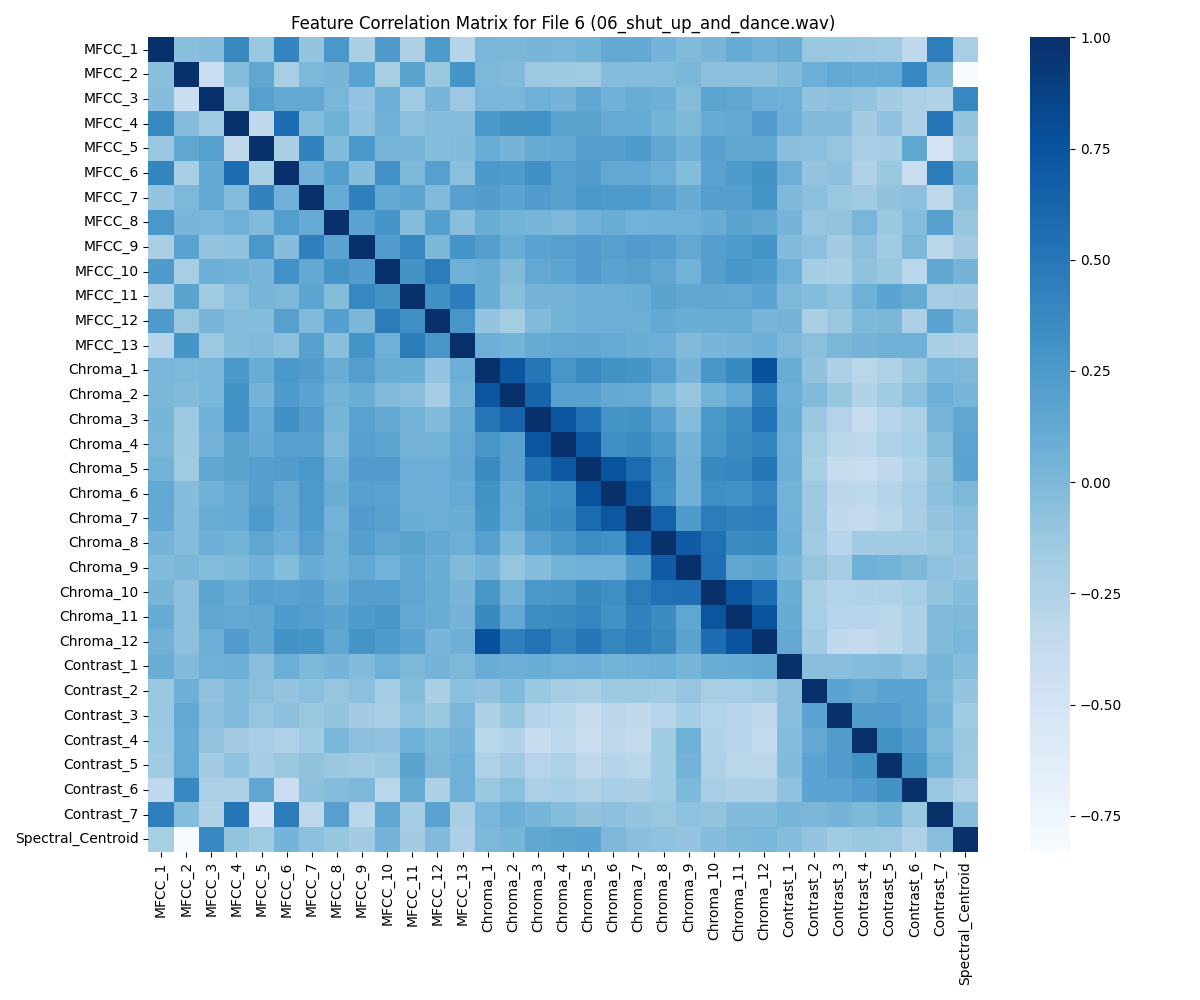 Feature Correlation Matrix for File 6 (06_shut_up_and_dance.wav)
MFCC_1
MFCC_2
MFCC_3
MFCC_4
MFCC_5
MFCC_6
MFCC_7
MFCC_8
MFCC_9
MFCC_10
MFCC_11
MFCC_12
MFCC_13
Chroma_1
Chroma_2
Chroma_3
Chroma_4
Chroma_5
Chroma_6
Chroma_7
Chroma_8
Chroma_9
Chroma_10
Chroma_11
Chroma_12
Contrast_1
Contrast_2
Contrast_3
Contrast_4
Contrast_5
Contrast_6
Contrast_7
Spectral_Centroid
MFCC_1
MFCC_2
MFCC_3
MFCC_4
MFCC_5
MFCC_6
MFCC_7
MFCC_8
MFCC_9
MFCC_10
MFCC_11
MFCC_12
MFCC_13
Chroma_1
Chroma_2
Chroma_3
Chroma_4
Chroma_5
Chroma_6
Chroma_7
Chroma_8
Chroma_9
Chroma_10
Chroma_11
Chroma_12
Contrast_1
Contrast_2
Contrast_3
Contrast_4
Contrast_5
Contrast_6
Contrast_7
Spectral_Centroid
1.00
0.75
0.50
0.25
0.00
−0.25
−0.50
−0.75